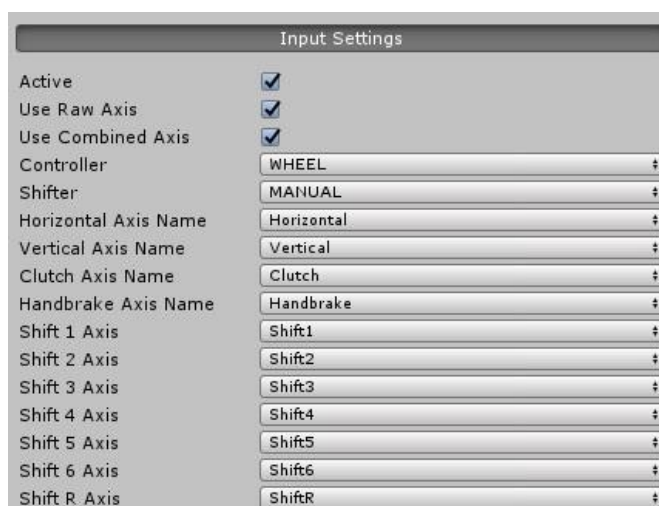 Input Settings
Active
Use Raw Axis
Use Combined Axis
Controller WHEEL
Shifter MANUAL
Horizontal Axis Name Horizontal
Vertical Axis Name Vertical
Clutch Axis Name Clutch
Handbrake Axis Name Handbrake
Shift 1 Axis Shift1
Shift 2 Axis Shift2
Shift 3 Axis Shift3
Shift 4 Axis Shift4
Shift 5 Axis Shift5
Shift 6 Axis Shift6
Shift R Axis ShiftR